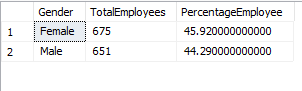 Gender TotalEmployees PercentageEmployee
1 Female 675 45.920000000000
2 Male 651 44.290000000000